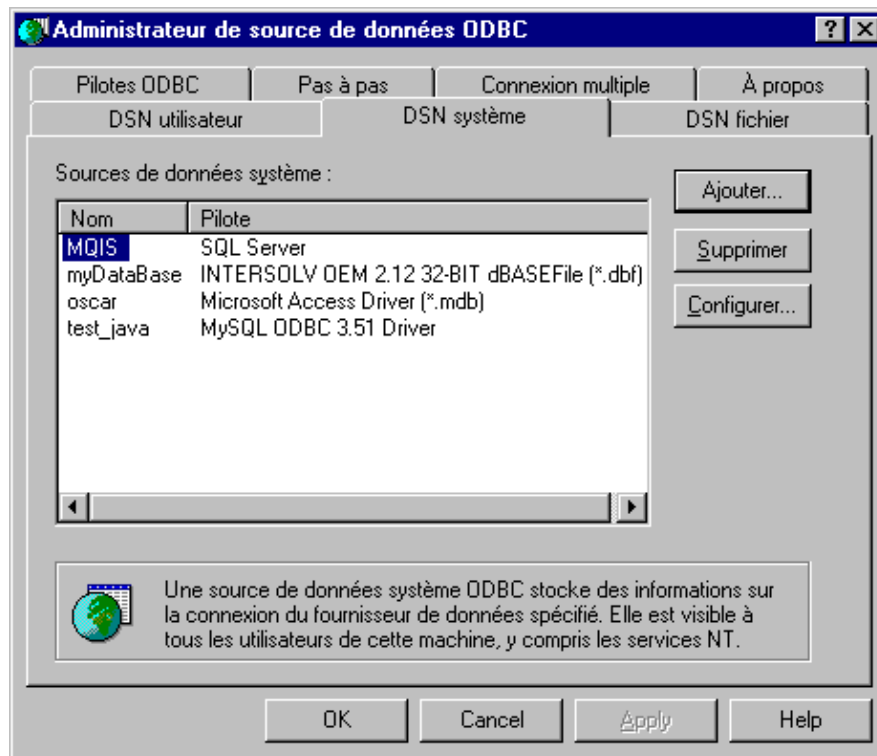 Administrateur de source de données ODBC
Pilotes ODBC Pas à pas Connexion multiple À propos
DSN utilisateur DSN système DSN fichier
Sources de données système :
Ajouter...
Nom Pilote
MQIS SQL Server
Supprimer
myDataBase INTERSOLV OEM 2.12 32-BIT dBASEFile (*.dbf)
oscar Microsoft Access Driver (*.mdb)
Configurer...
test_java MySQL ODBC 3.51 Driver
Une source de données système ODBC stocke des informations sur
la connexion du fournisseur de données spécifié. Elle est visible à
tous les utilisateurs de cette machine, y compris les services NT.
OK Cancel Apply Help